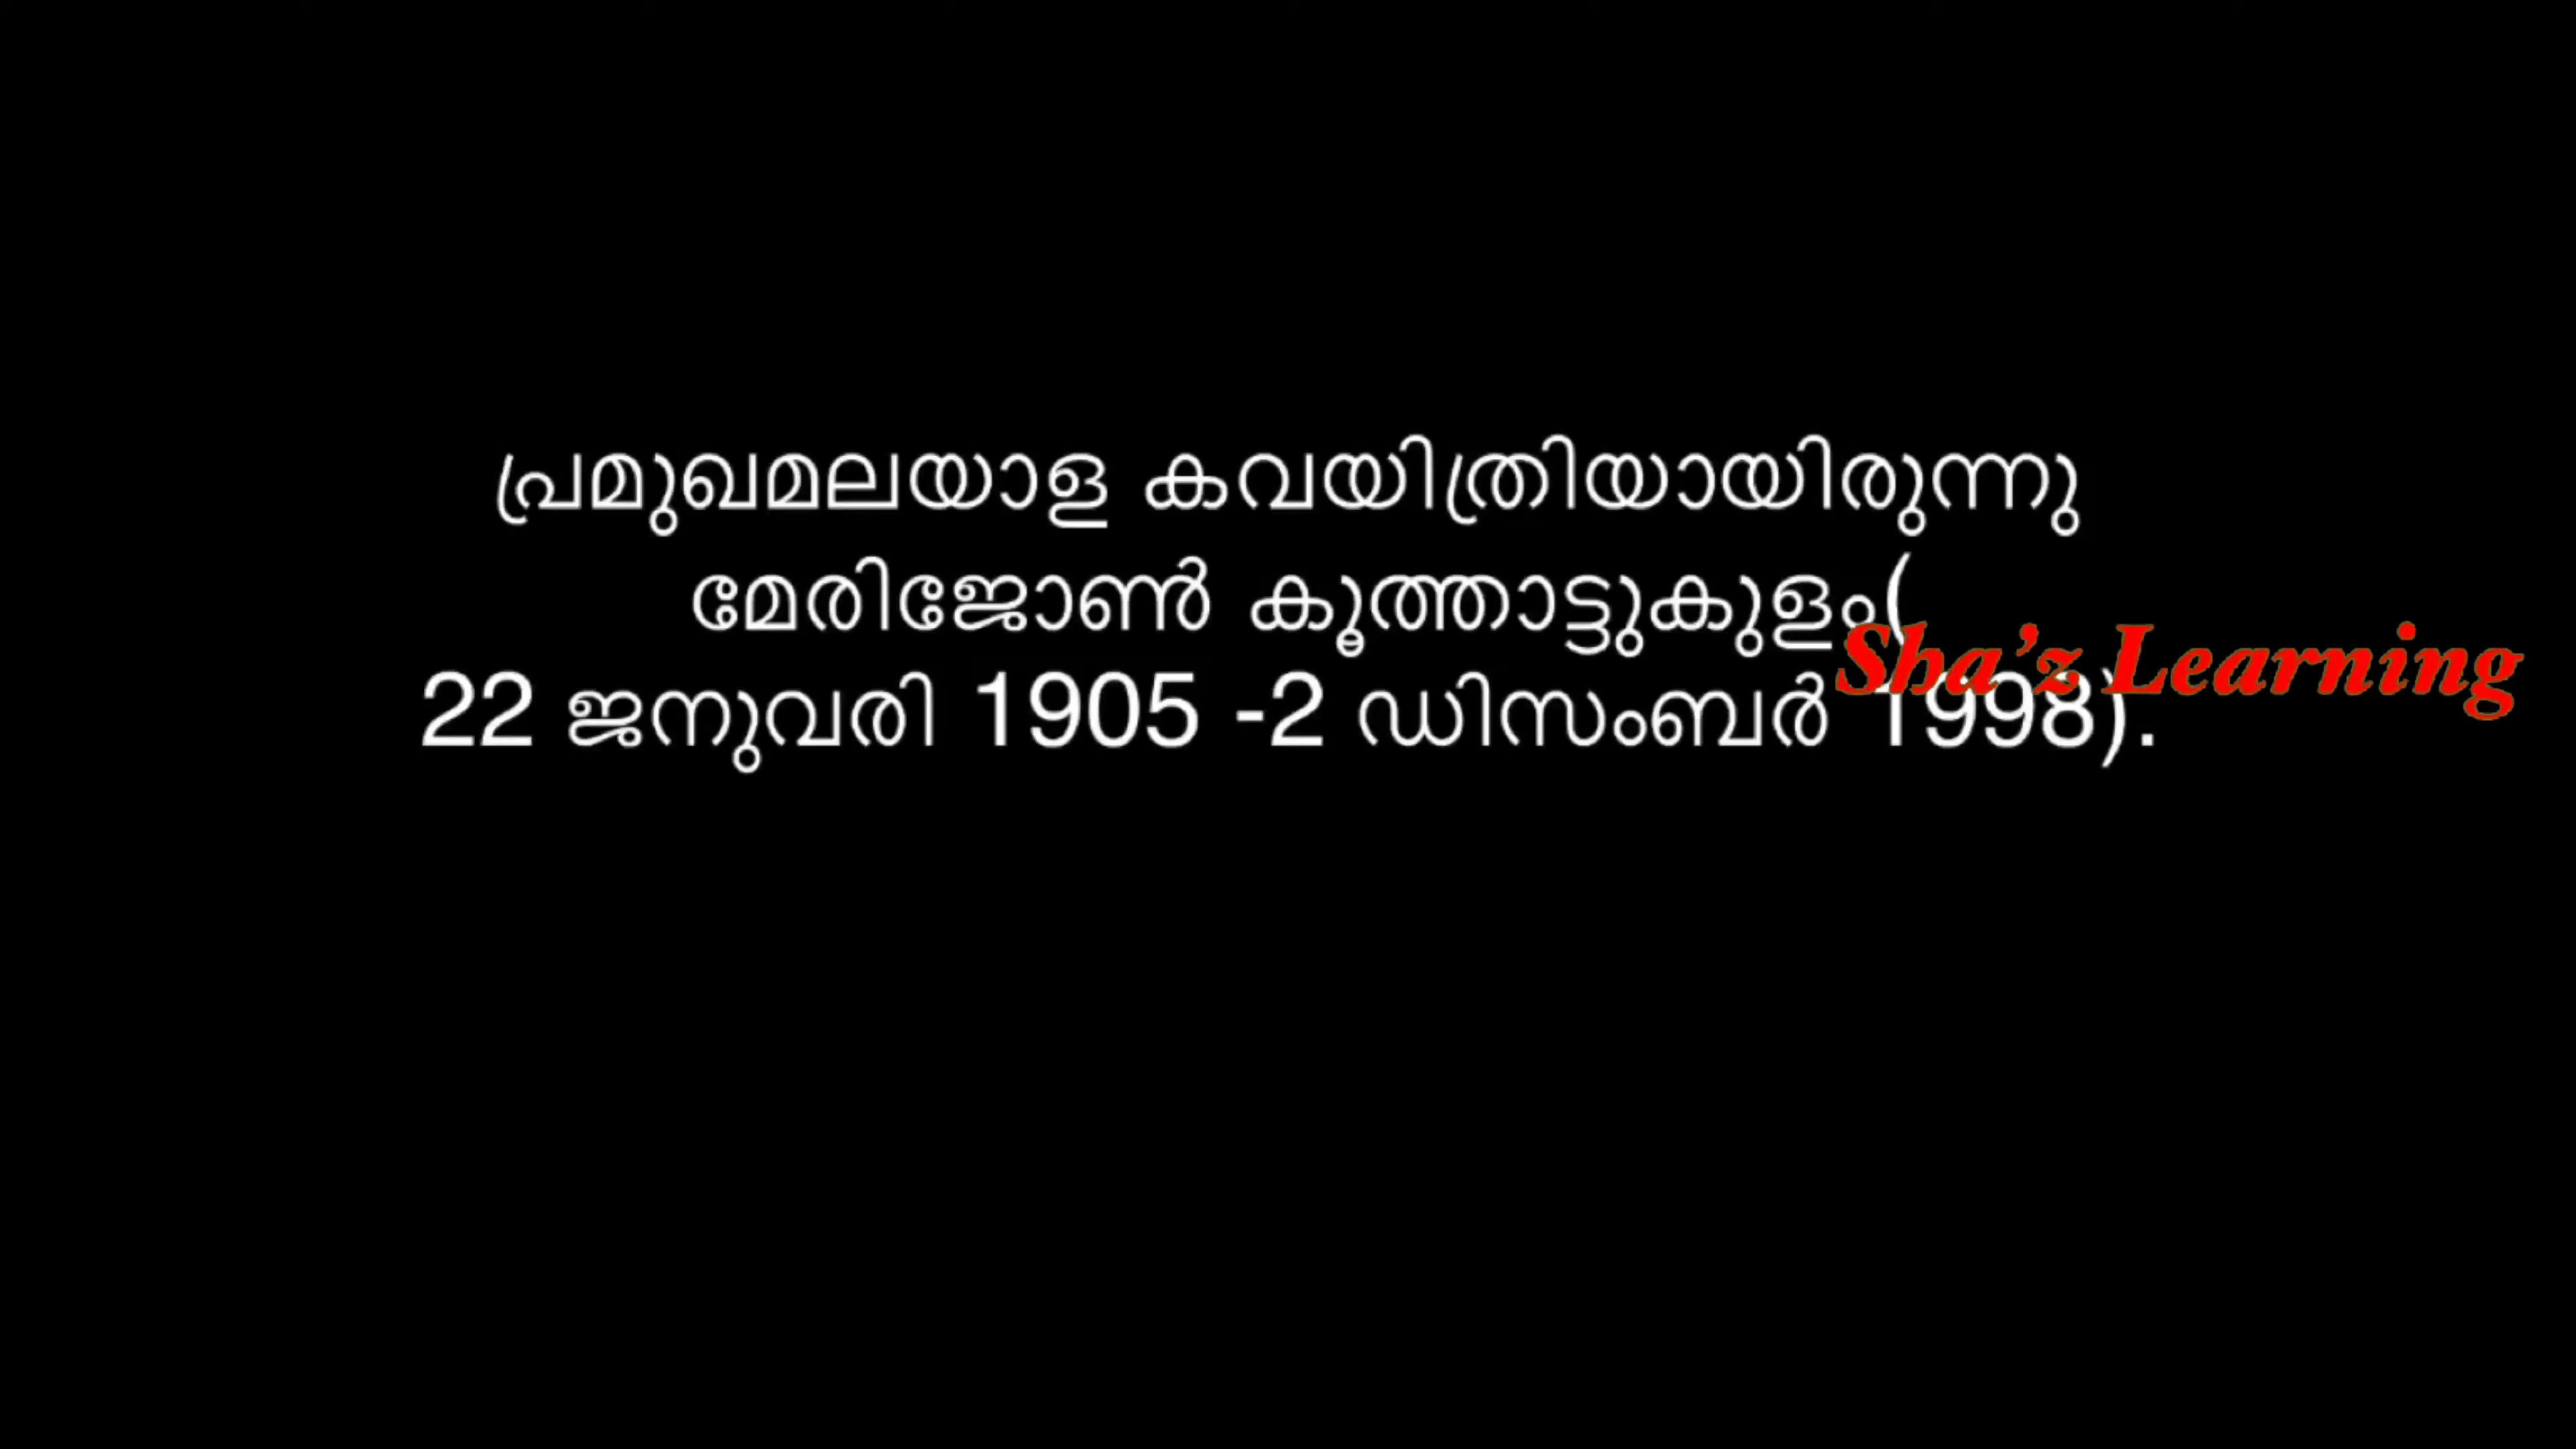 പ്രമുഖമലയാള കവയിത്രിയായിരുന്നു
മേരിജോൺ കൂത്താട്ടുകുളം(
Sha’z Learning
22 ജനുവരി 1905 -2 ഡിസംബർ 1998).